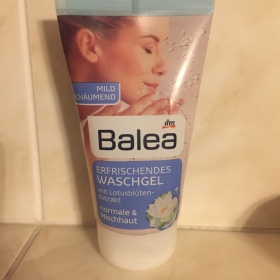 MILD
SCHÄUMEND
dm
Balea
ERFRISCHENDES
WASCHGEL
mit Lotusblüten-
Extrakt
normale &
Mischhaut